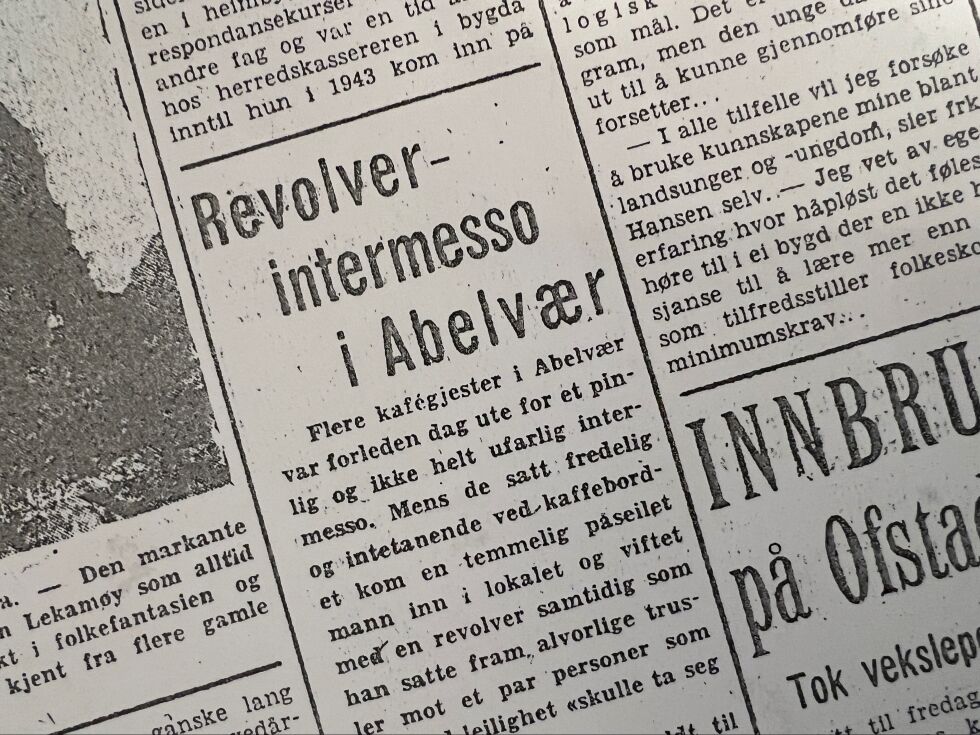 en i
respondansekurser
andre fag og var en tid
hos herredskassereren i bygda
inntil hun i 1943 kom inn på
Revolver-
intermesso
i Abelvær
Flere kafégjester i Abelvær
var forleden dag ute for et pin-
lig og ikke helt ufarlig inter-
messo. Mens de satt fredelig
og intetanende ved kaffebord-
et kom en temmelig påseilet
mann inn i lokalet og viftet
med en revolver samtidig som
han satte fram alvorlige trus-
ler mot et par personer som
«skulle ta seg
til
— Den markante
Lekamøy som alltid
i folkefantasien og
kjent fra flere gamle
ganske lang
logisk
som mål. Det
gram, men den unge
ut til å kunne gjennomføre sine
forsetter...
— I alle tilfelle vil jeg forsøke
å bruke kunnskapene mine blant
landsunger og -ungdom, sier frk
Hansen selv. — Jeg vet av ege
erfaring hvor håpløst det føles
høre til i ei bygd der en ikke
sjanse til å lære mer enn
som tilfredsstiller folkesko
minimumskrav...
INNBRU
på Ofsta
Tok vekslep
til fredag